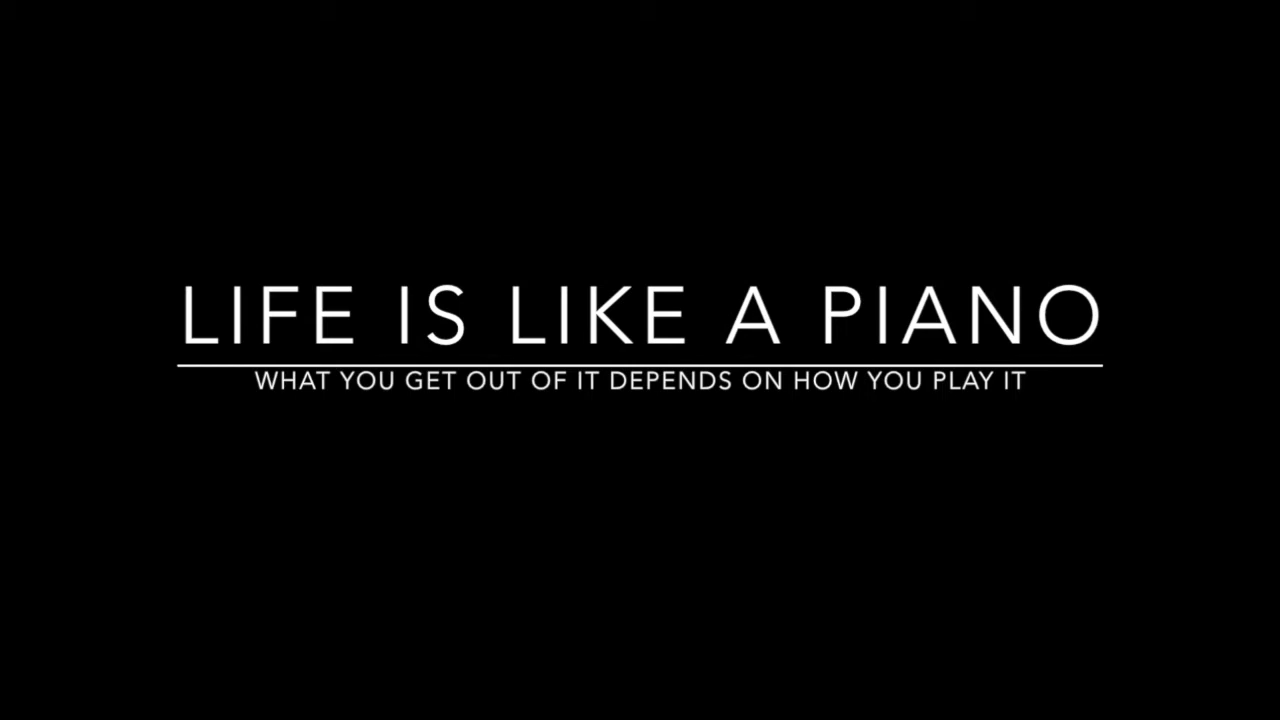 LIFE IS LIKE A PIANO
WHAT YOU GET OUT OF IT DEPENDS ON HOW YOU PLAY IT